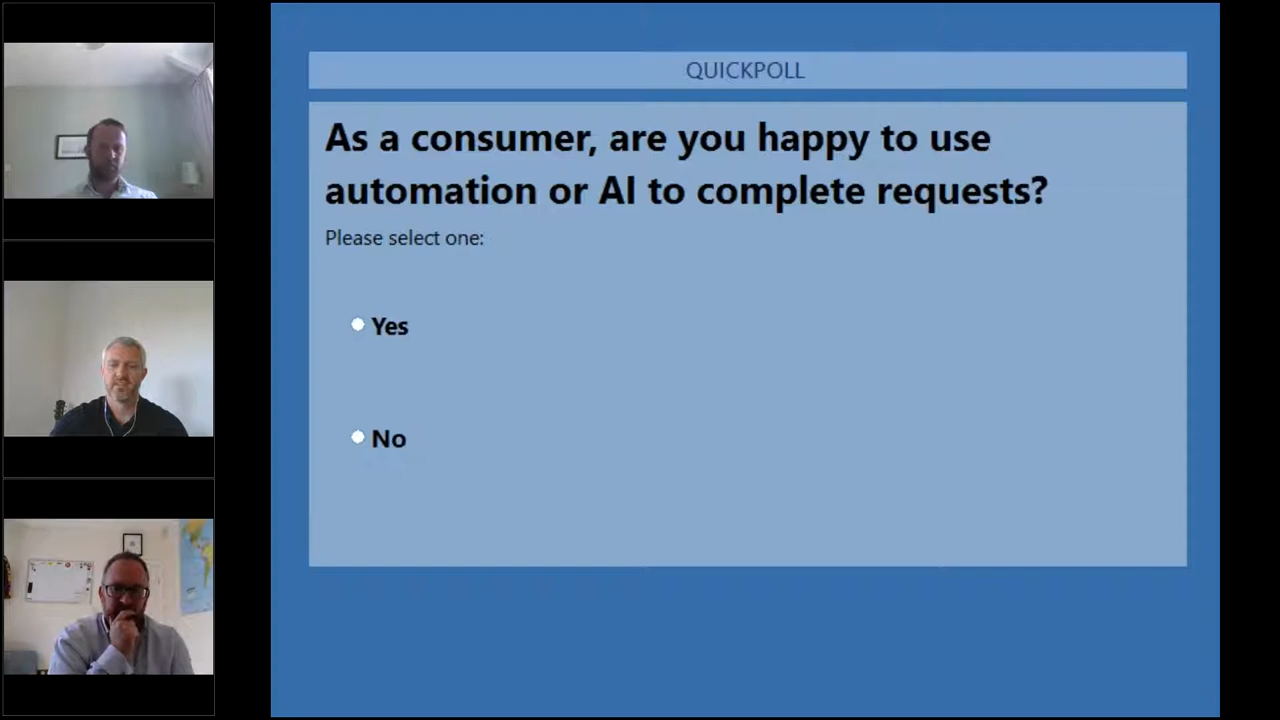 QUICKPOLL
As a consumer, are you happy to use
automation or AI to complete requests?
Please select one:
Yes
No